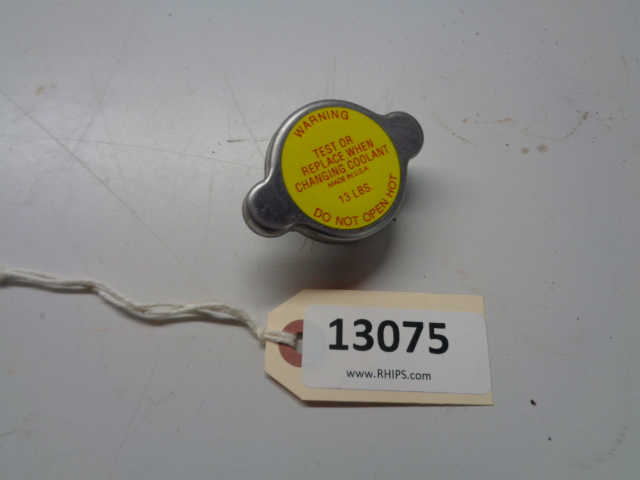 WARNING
TEST OR
REPLACE WHEN
CHANGING COOLANT
MADE IN U.S.A.
13 LBS.
DO NOT OPEN HOT
13075
www.RHIPS.com